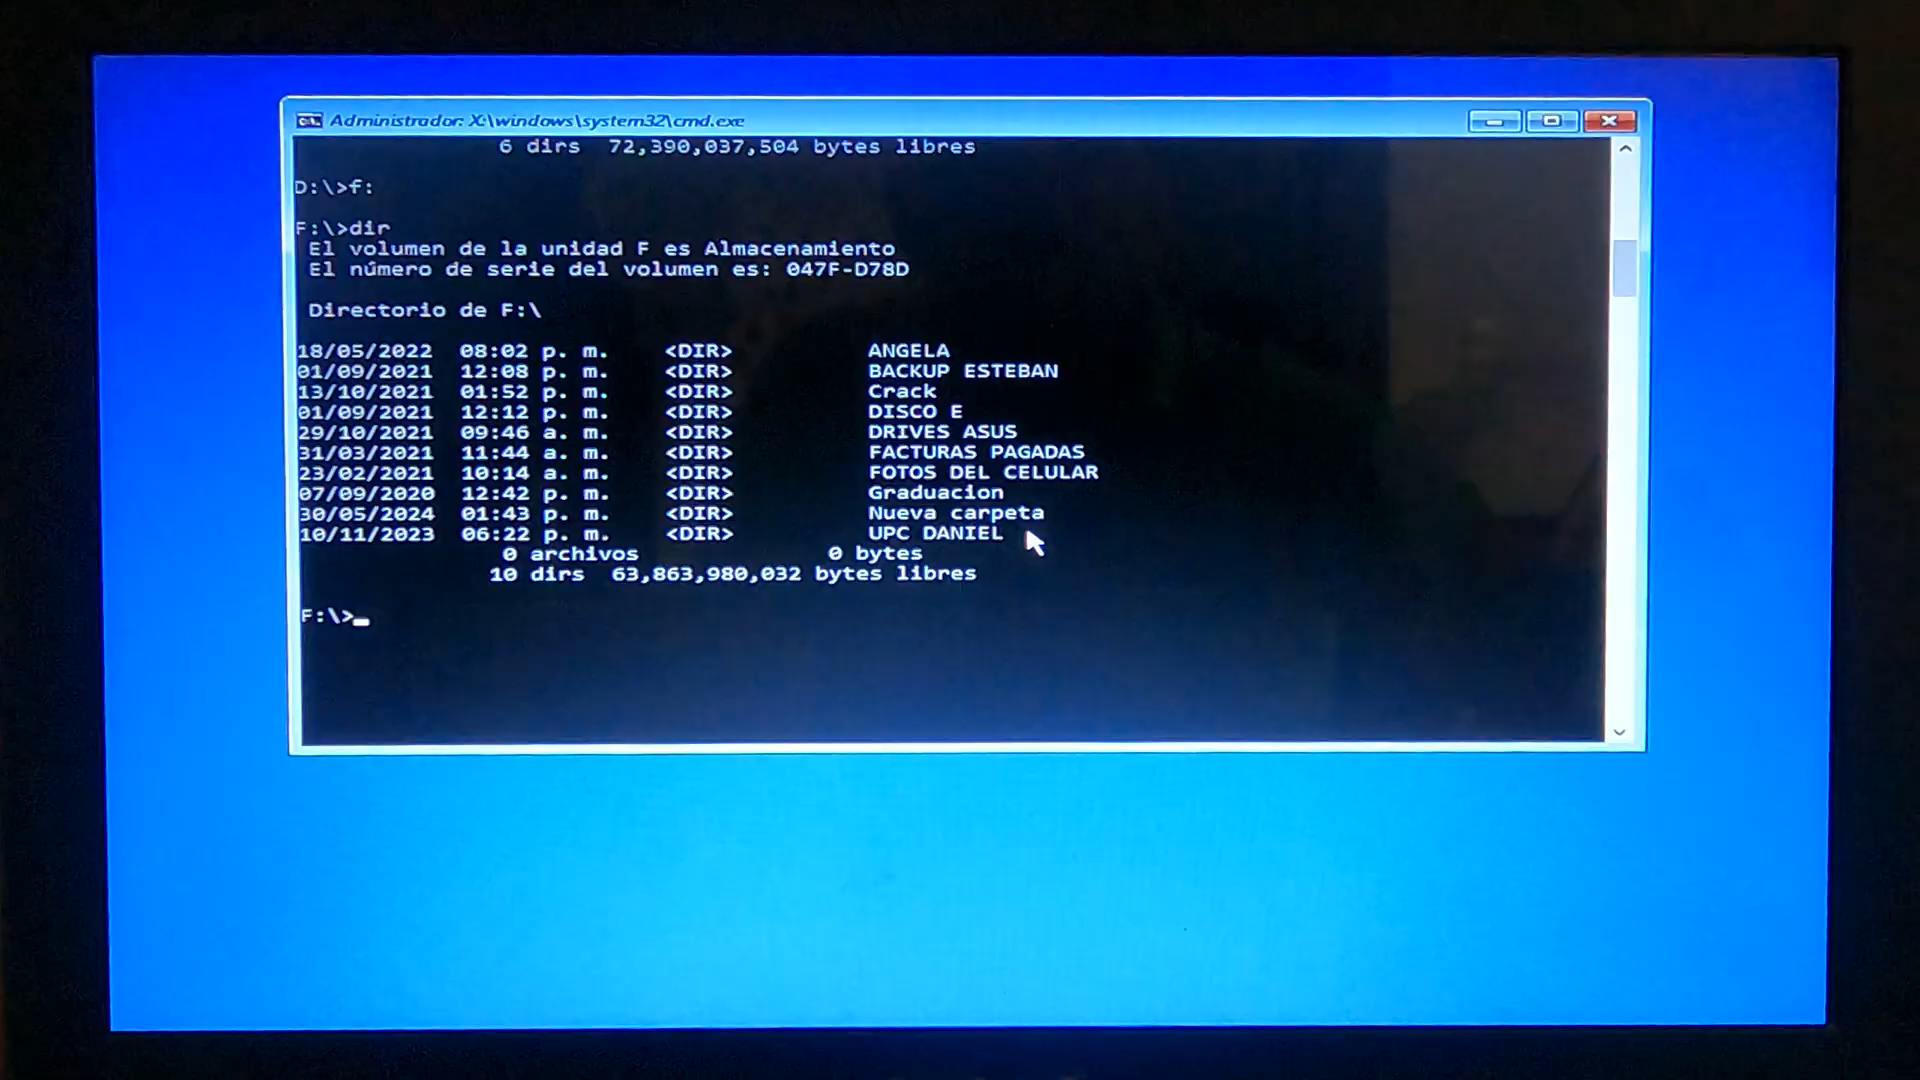 Administrador: X:\windows\system32\cmd.exe
6 dirs  72,390,037,504 bytes libres
D:\>f:
F:\>dir
El volumen de la unidad F es Almacenamiento
El número de serie del volumen es: 047F-D78D
Directorio de F:\
18/05/2022  08:02 p. m.    <DIR>          ANGELA
01/09/2021  12:08 p. m.    <DIR>          BACKUP ESTEBAN
13/10/2021  01:52 p. m.    <DIR>          Crack
01/09/2021  12:12 p. m.    <DIR>          DISCO E
29/10/2021  09:46 a. m.    <DIR>          DRIVES ASUS
31/03/2021  11:44 a. m.    <DIR>          FACTURAS PAGADAS
23/02/2021  10:14 a. m.    <DIR>          FOTOS DEL CELULAR
07/09/2020  12:42 p. m.    <DIR>          Graduacion
30/05/2024  01:43 p. m.    <DIR>          Nueva carpeta
10/11/2023  06:22 p. m.    <DIR>          UPC DANIEL
0 archivos              0 bytes
10 dirs  63,863,980,032 bytes libres
F:\>_